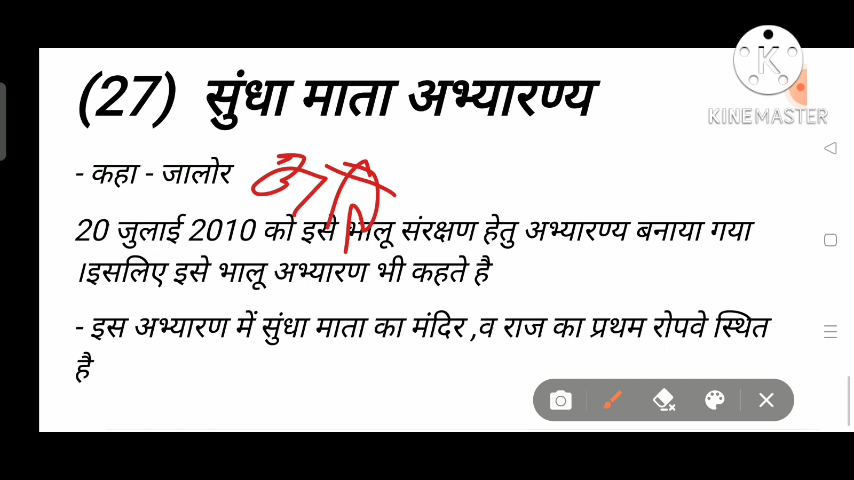 (27) सुंधा माता अभ्यारण्य
KINEMASTER
- कहा - जालोर
20 जुलाई 2010 को इसे भालू संरक्षण हेतु अभ्यारण्य बनाया गया
।इसलिए इसे भालू अभ्यारण भी कहते है
- इस अभ्यारण में सुंधा माता का मंदिर ,व राज का प्रथम रोपवे स्थित
है